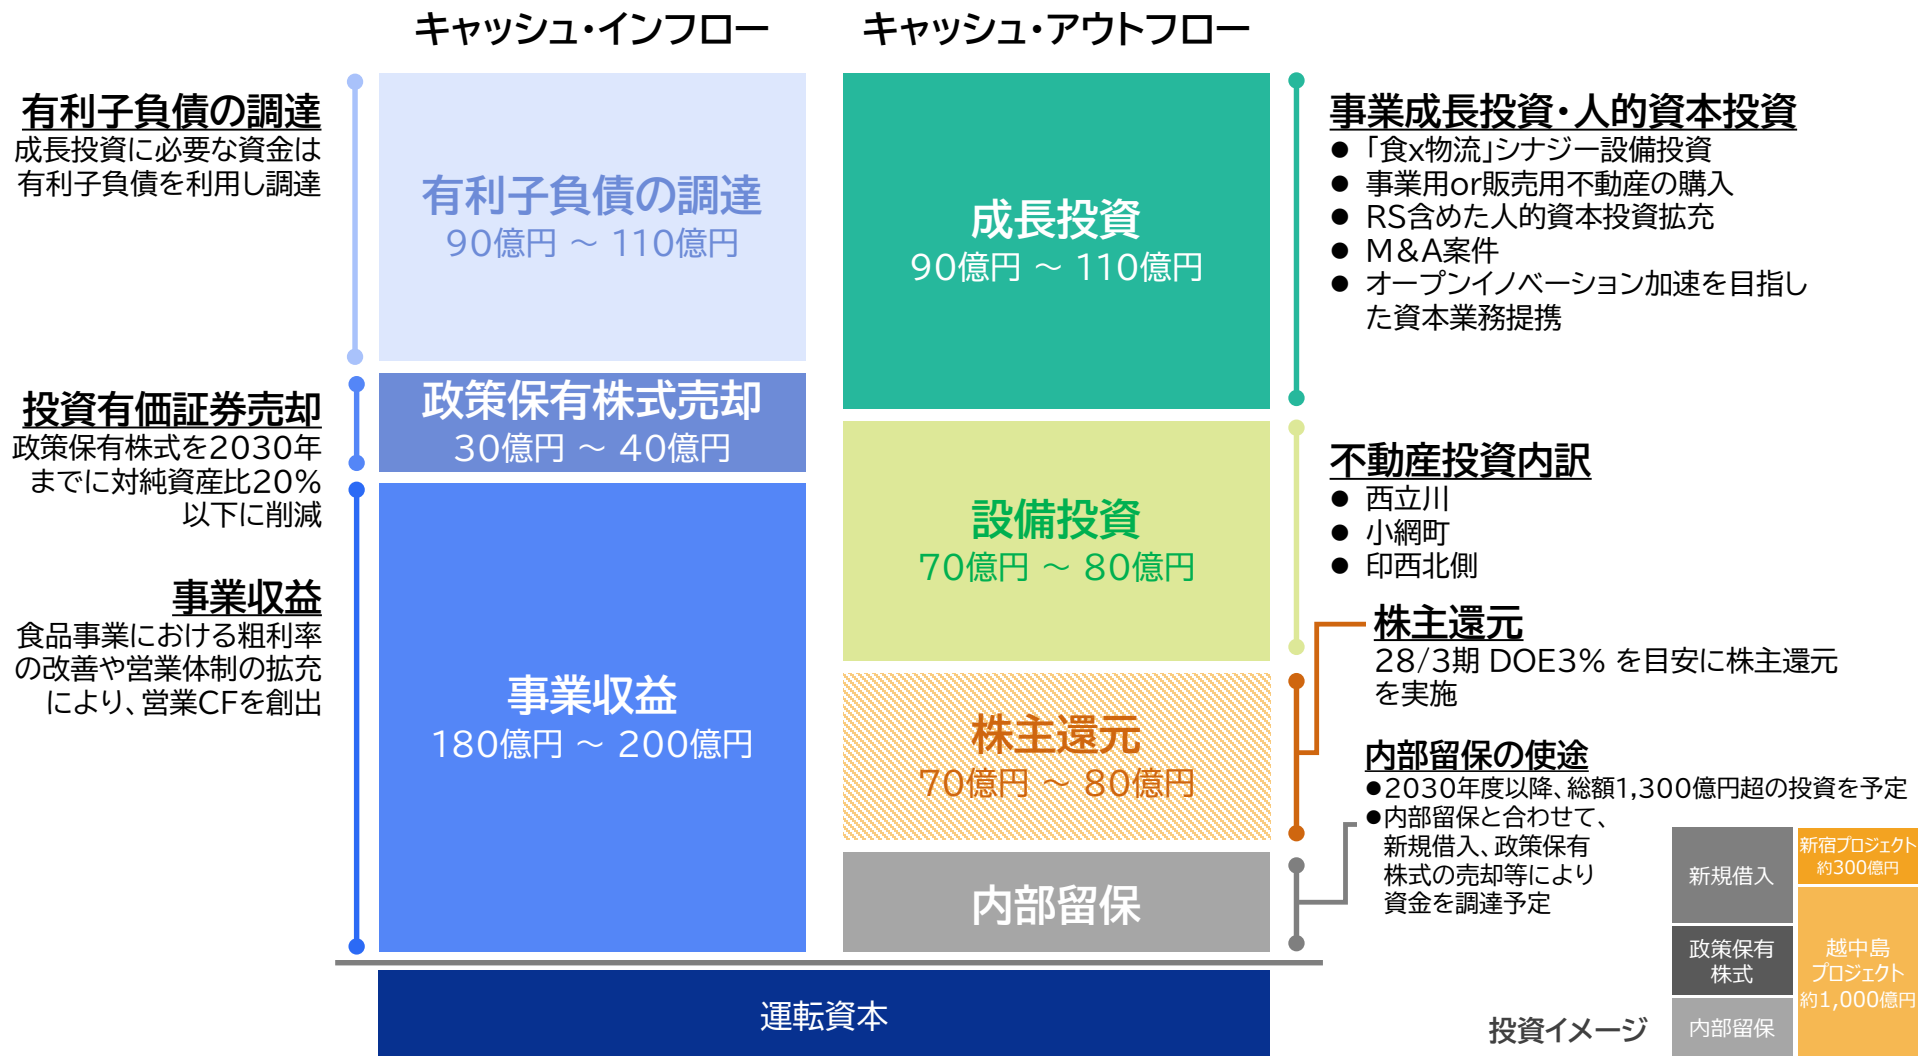 キャッシュ・インフロー
キャッシュ・アウトフロー
有利子負債の調達
成長投資に必要な資金は
有利子負債を利用し調達
投資有価証券売却
政策保有株式を2030年
までに対純資産比20%
以下に削減
事業収益
食品事業における粗利率
の改善や営業体制の拡充
により、営業CFを創出
有利子負債の調達
90億円 ～ 110億円
政策保有株式売却
30億円 ～ 40億円
事業収益
180億円 ～ 200億円
成長投資
90億円 ～ 110億円
設備投資
70億円 ～ 80億円
株主還元
70億円 ～ 80億円
内部留保
運転資本
事業成長投資・人的資本投資
● 「食x物流」シナジー設備投資
● 事業用or販売用不動産の購入
● RS含めた人的資本投資拡充
● M&A案件
● オープンイノベーション加速を目指し
た資本業務提携
不動産投資内訳
● 西立川
● 小網町
● 印西北側
株主還元
28/3期 DOE3% を目安に株主還元
を実施
内部留保の使途
●2030年度以降、総額1,300億円超の投資を予定
●内部留保と合わせて、
新規借入、政策保有
株式の売却等により
資金を調達予定
投資イメージ
新規借入
政策保有
株式
内部留保
新宿プロジェクト
約300億円
越中島
プロジェクト
約1,000億円